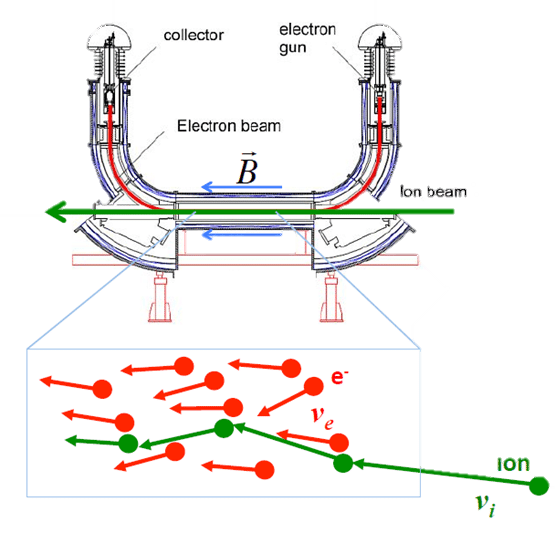 collector
electron
gun
Electron beam
B
Ion beam
e-
ve
ion
vi